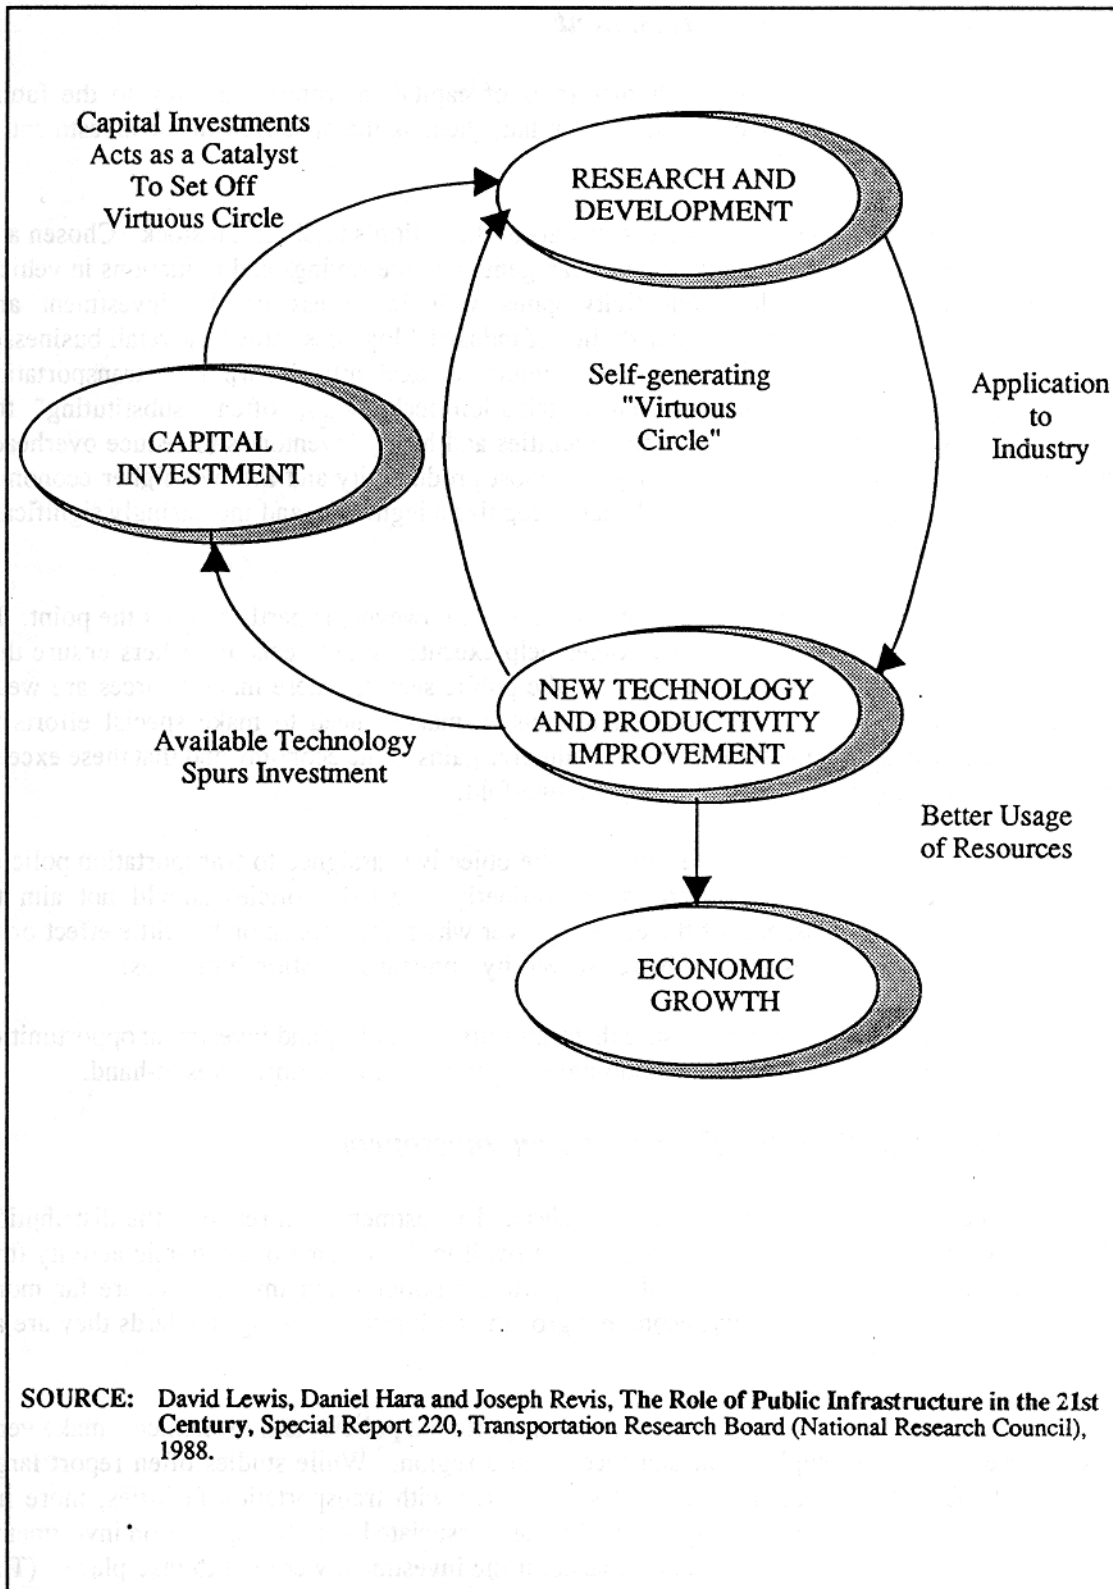 Capital Investments
Acts as a Catalyst
To Set Off
Virtuous Circle
RESEARCH AND
DEVELOPMENT
Self-generating
"Virtuous
Circle"
Application
to
Industry
CAPITAL
INVESTMENT
Available Technology
Spurs Investment
NEW TECHNOLOGY
AND PRODUCTIVITY
IMPROVEMENT
Better Usage
of Resources
ECONOMIC
GROWTH
SOURCE: David Lewis, Daniel Hara and Joseph Revis, The Role of Public Infrastructure in the 21st
Century, Special Report 220, Transportation Research Board (National Research Council),
1988.